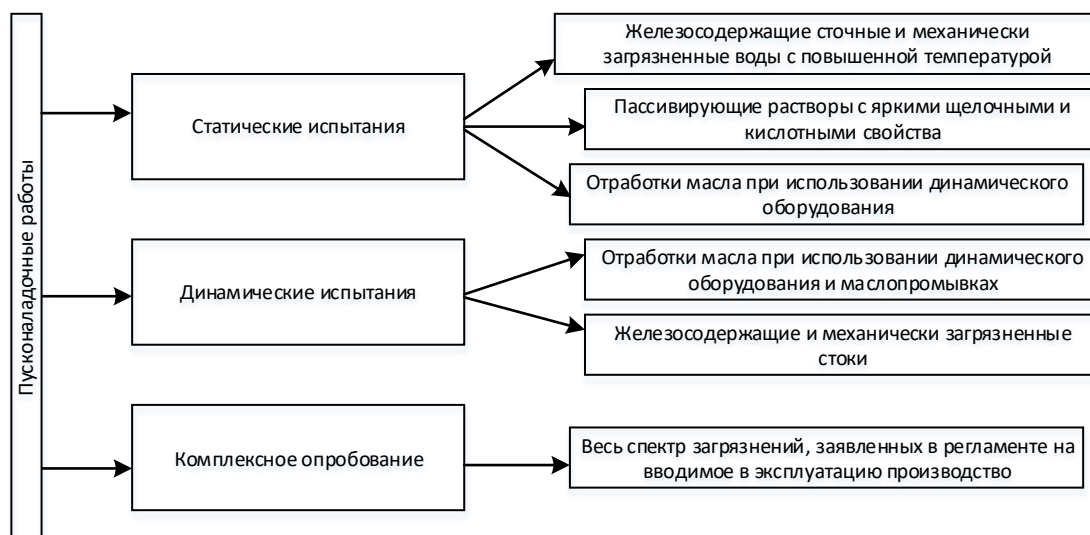 Пусконаладочные работы
Статические испытания
Железосодержащие сточные и механически
загрязненные воды с повышенной температурой
Пассивирующие растворы с яркими щелочными и
кислотными свойства
Отработки масла при использовании динамического
оборудования
Динамические испытания
Отработки масла при использовании динамического
оборудования и маслопромывках
Железосодержащие и механически загрязненные
стоки
Комплексное опробование
Весь спектр загрязнений, заявленных в регламенте на
вводимое в эксплуатацию производство